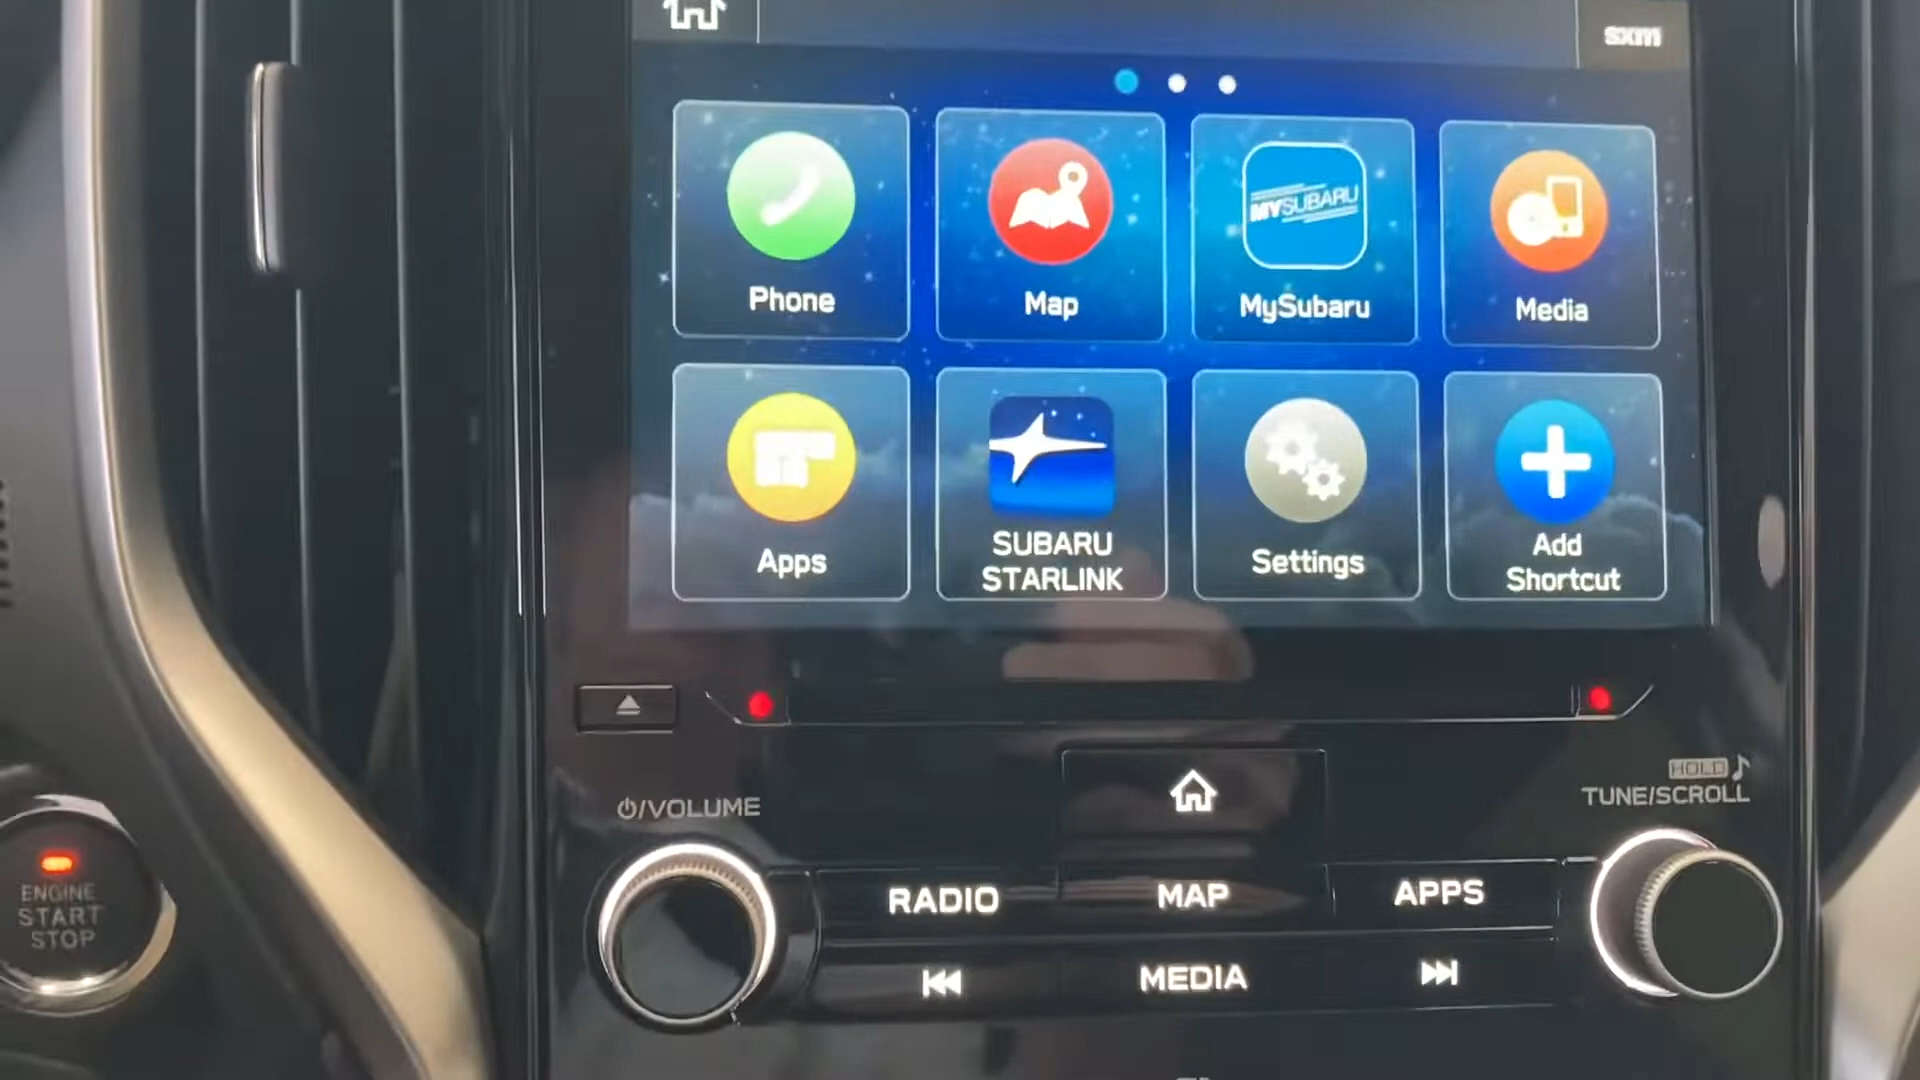 sxm
Phone
Map
MYSUBARU
MySubaru
Media
Apps
SUBARU
STARLINK
Settings
Add
Shortcut
/VOLUME
HOLD
TUNE/SCROLL
RADIO
MAP
APPS
MEDIA
ENGINE
START
STOP